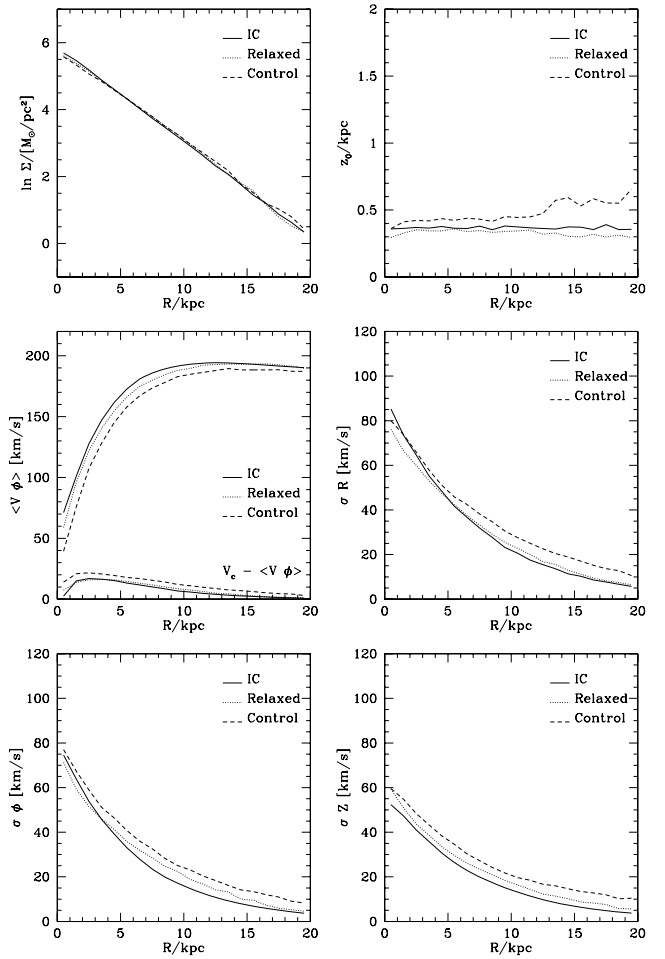 6
4
2
0
ln Σ/[M⊙/pc²]
IC
Relaxed
Control
0 5 10 15 20
R/kpc
2
1.5
1
0.5
0
z₀/kpc
IC
Relaxed
Control
0 5 10 15 20
R/kpc
200
150
100
50
0
<V ϕ> [km/s]
IC
Relaxed
Control
V_c − <V ϕ>
0 5 10 15 20
R/kpc
120
100
80
60
40
20
0
σ R [km/s]
IC
Relaxed
Control
0 5 10 15 20
R/kpc
120
100
80
60
40
20
0
σ ϕ [km/s]
IC
Relaxed
Control
0 5 10 15 20
R/kpc
120
100
80
60
40
20
0
σ Z [km/s]
IC
Relaxed
Control
0 5 10 15 20
R/kpc